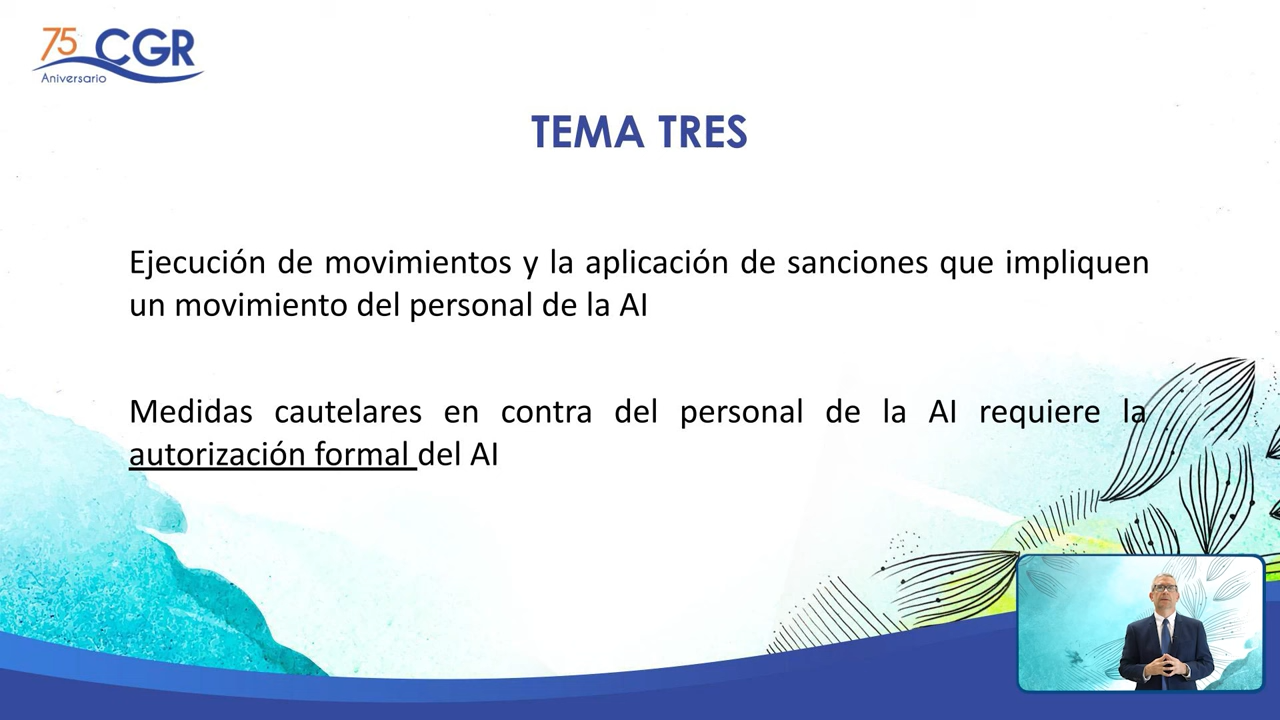 75 CGR
Aniversario
TEMA TRES
Ejecución de movimientos y la aplicación de sanciones que impliquen
un movimiento del personal de la AI
Medidas cautelares en contra del personal de la AI requiere la
autorización formal del AI